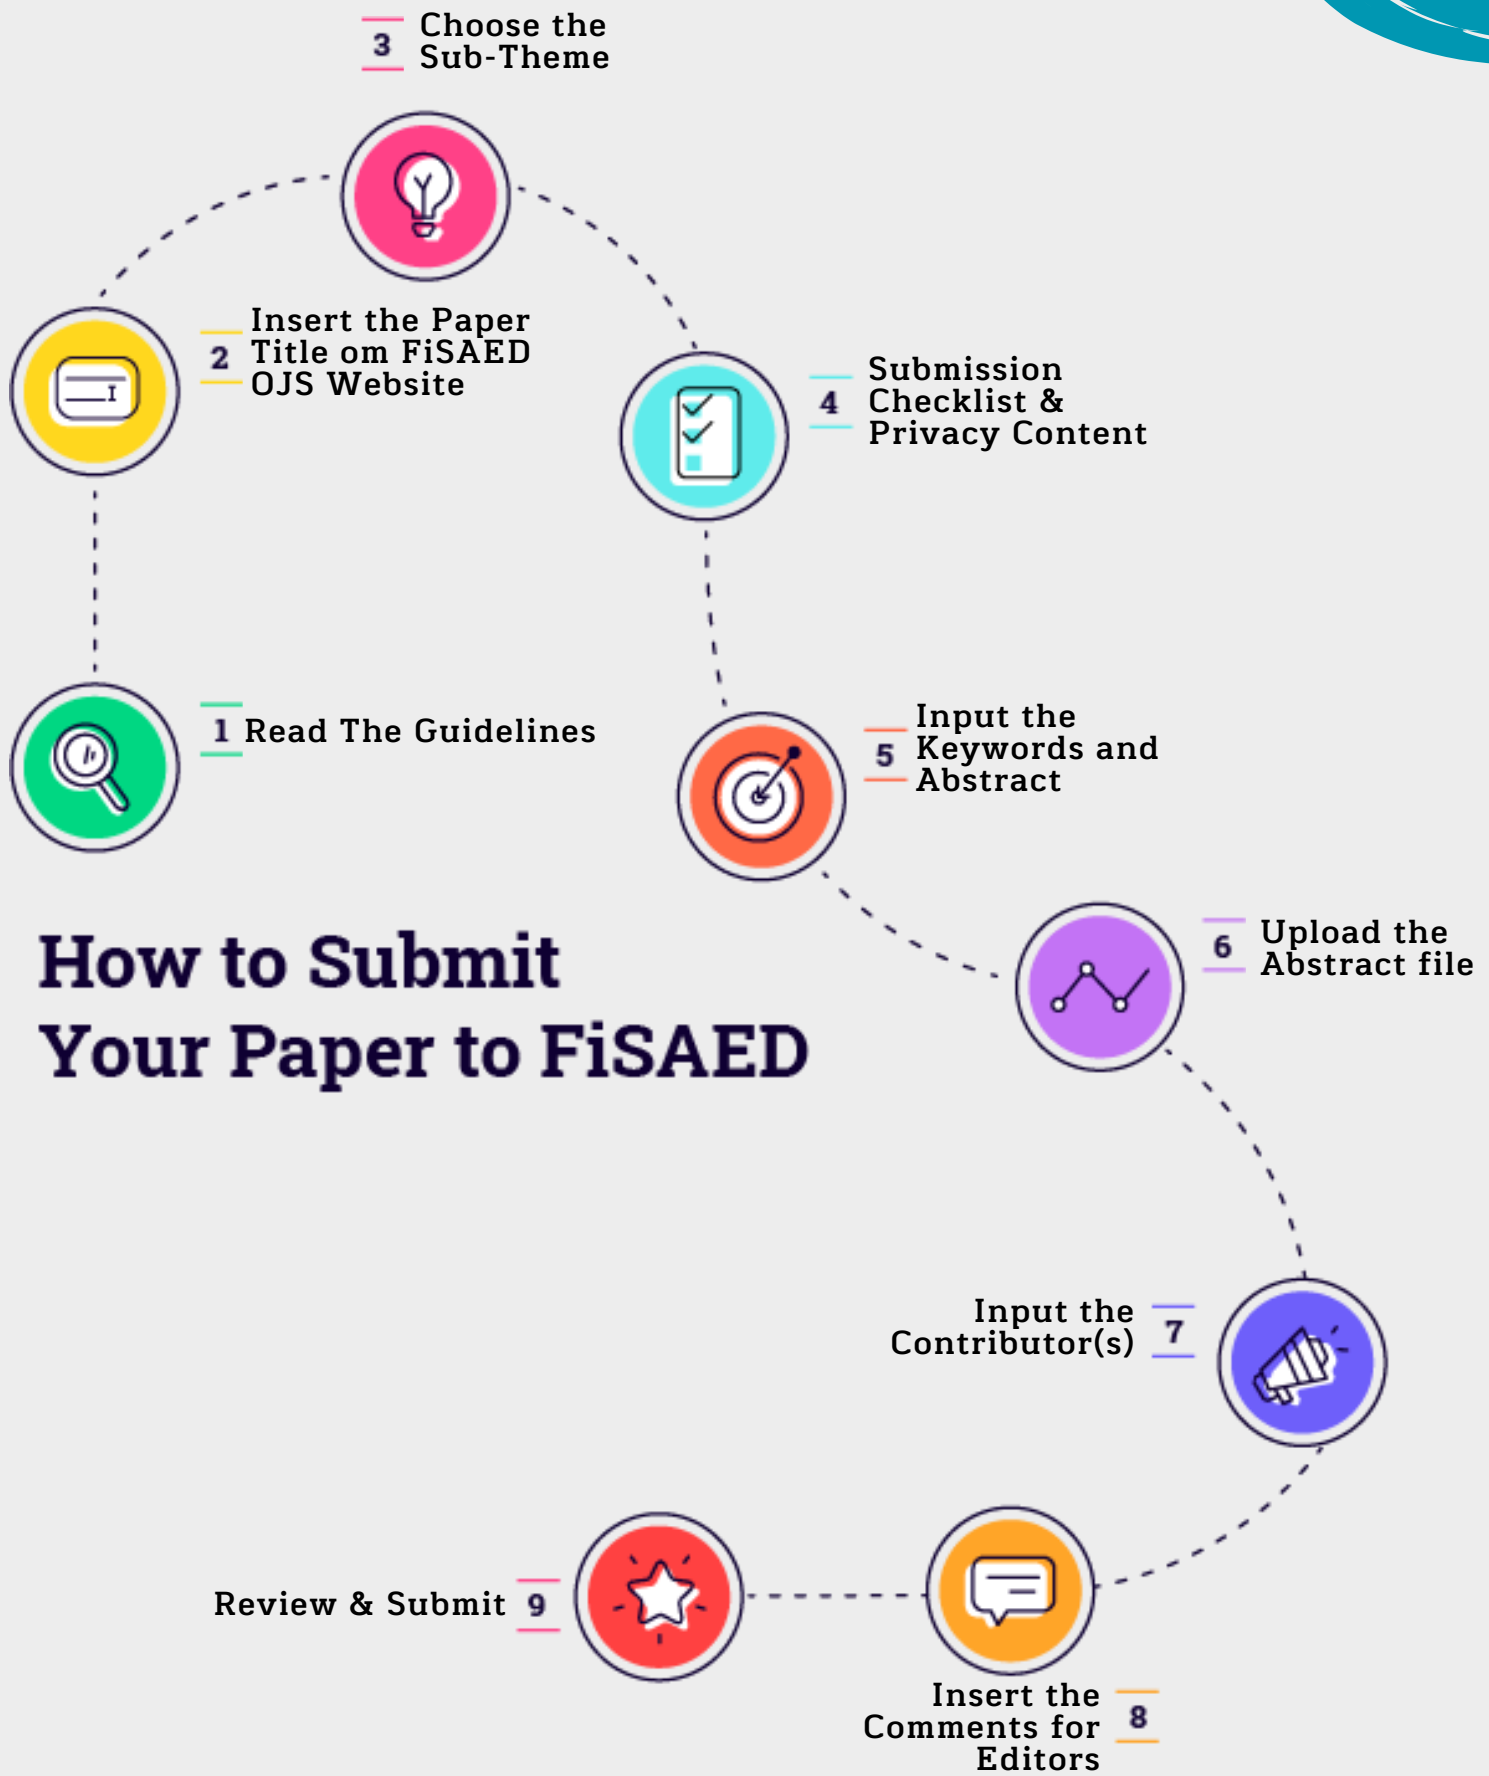 3
Choose the
Sub-Theme
2
Insert the Paper
Title om FiSAED
OJS Website
4
Submission
Checklist &
Privacy Content
1 Read The Guidelines
5
Input the
Keywords and
Abstract
How to Submit
Your Paper to FiSAED
6
Upload the
Abstract file
Input the
Contributor(s)
7
Review & Submit 9
Insert the
Comments for
Editors
8